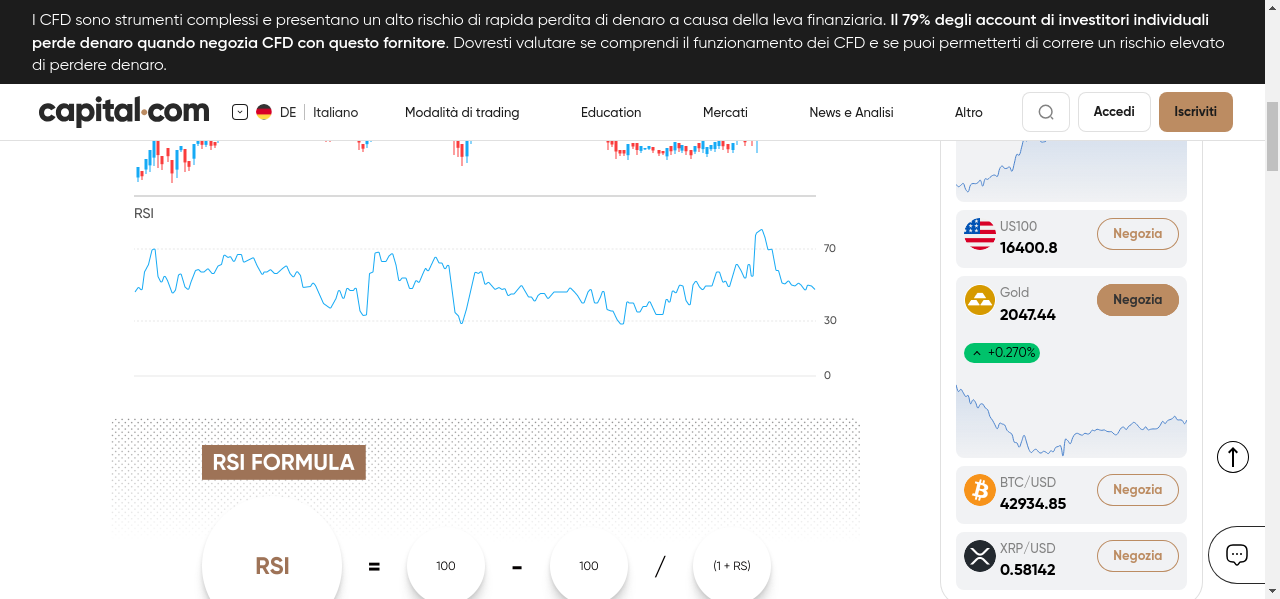 I CFD sono strumenti complessi e presentano un alto rischio di rapida perdita di denaro a causa della leva finanziaria. Il 79% degli account di investitori individuali
perde denaro quando negozia CFD con questo fornitore. Dovresti valutare se comprendi il funzionamento dei CFD e se puoi permetterti di correre un rischio elevato
di perdere denaro.
capital.com DE Italiano Modalità di trading Education Mercati News e Analisi Altro Accedi Iscriviti
RSI
70
30
0
RSI FORMULA
RSI = 100 - 100 / (1 + RS)
US100
16400.8
Negozia
Gold
2047.44
Negozia
+0.270%
BTC/USD
42934.85
Negozia
XRP/USD
0.58142
Negozia